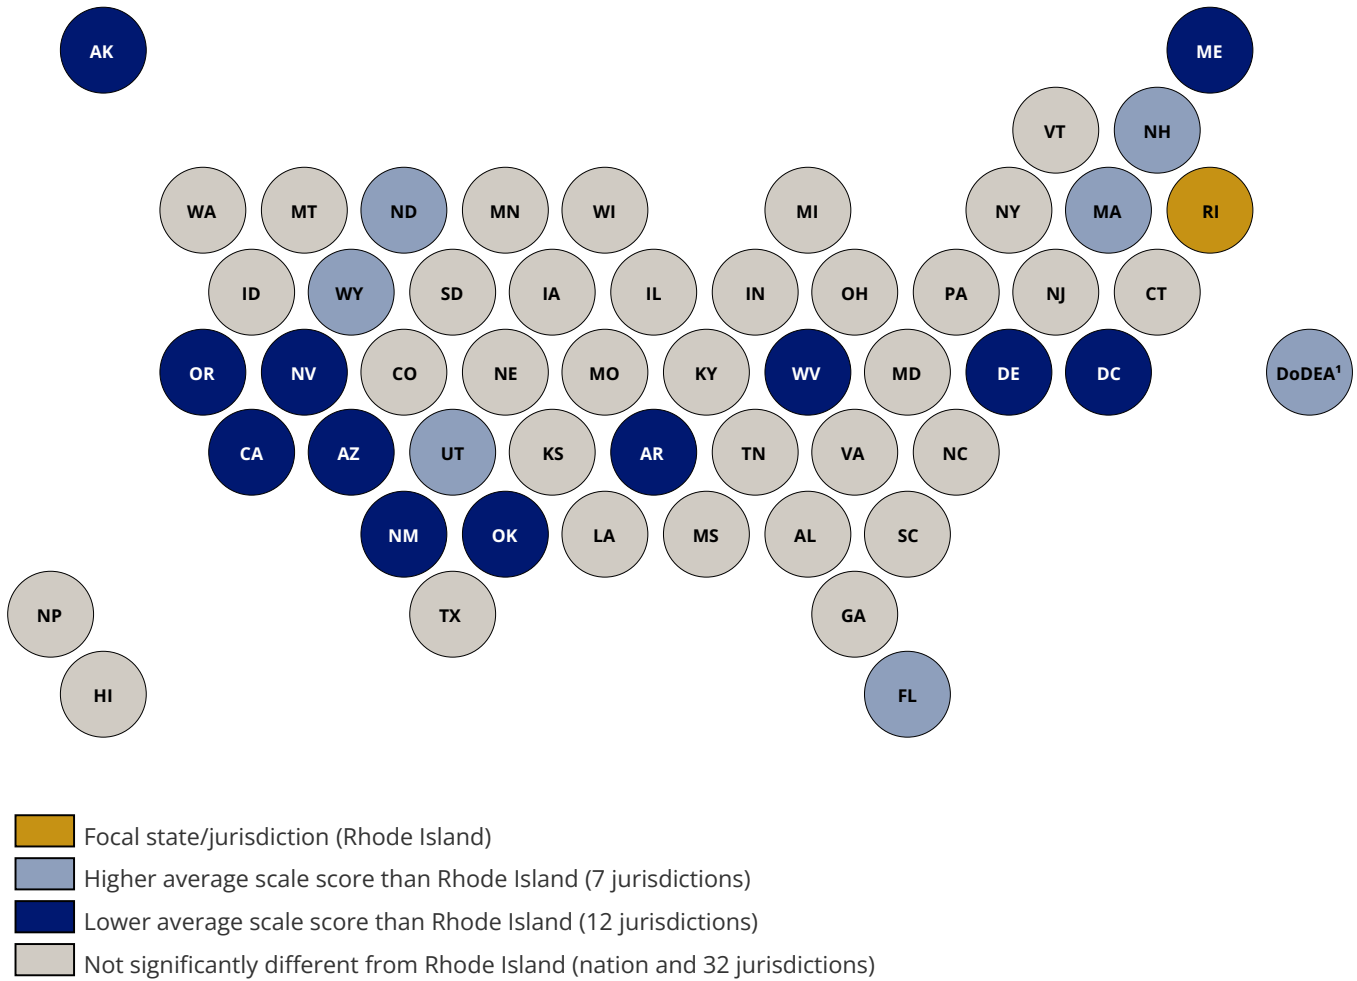 AK ME
VT NH
WA MT ND MN WI MI NY MA RI
ID WY SD IA IL IN OH PA NJ CT
OR NV CO NE MO KY WV MD DE DC DoDEA¹
CA AZ UT KS AR TN VA NC
NM OK LA MS AL SC
NP TX GA
HI FL
Focal state/jurisdiction (Rhode Island)
Higher average scale score than Rhode Island (7 jurisdictions)
Lower average scale score than Rhode Island (12 jurisdictions)
Not significantly different from Rhode Island (nation and 32 jurisdictions)